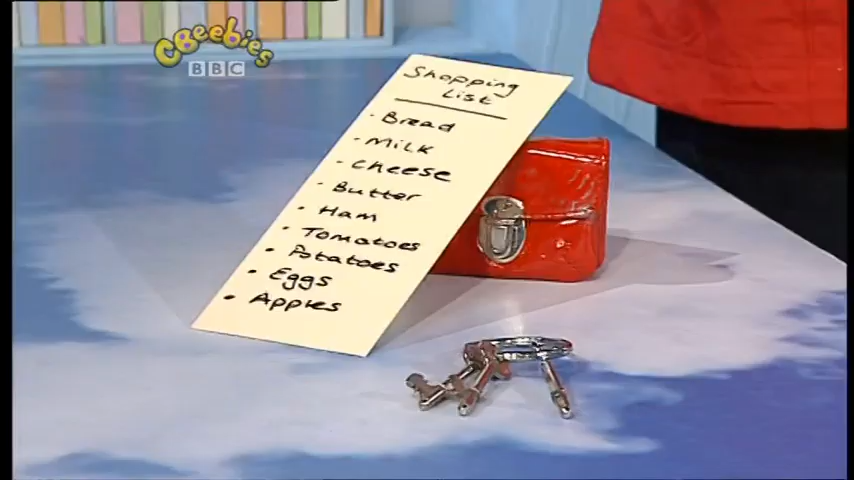 CBeebies
BBC
Shopping
List
- Bread
- Milk
- Cheese
- Butter
- Ham
- Tomatoes
- Potatoes
- Eggs
- Apples